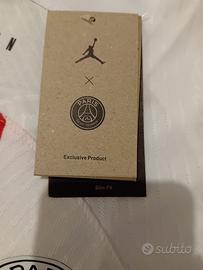 ×
PARIS
Exclusive Product
Slim Fit
subito